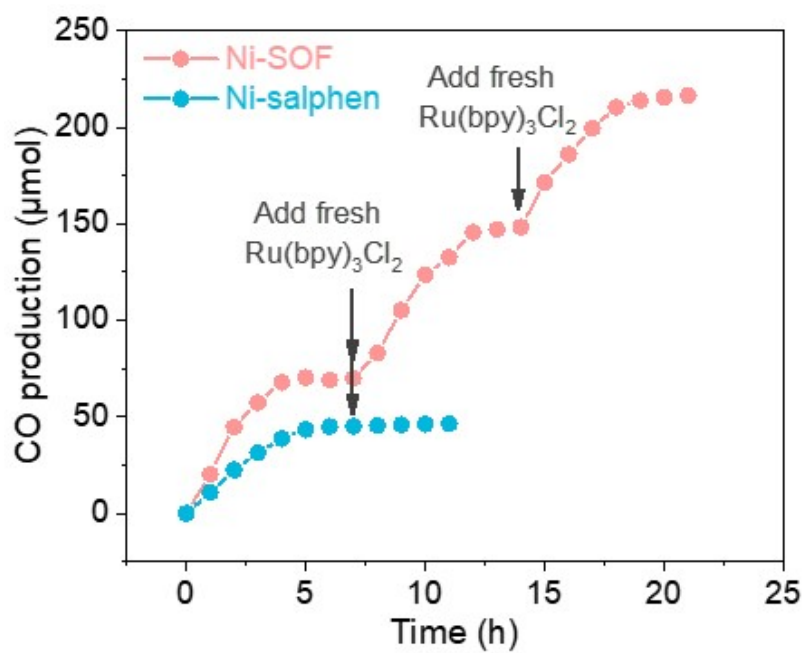 250
200
150
100
50
0
CO production (μmol)
Ni-SOF
Ni-salphen
Add fresh
Ru(bpy)₃Cl₂
Add fresh
Ru(bpy)₃Cl₂
0 5 10 15 20 25
Time (h)